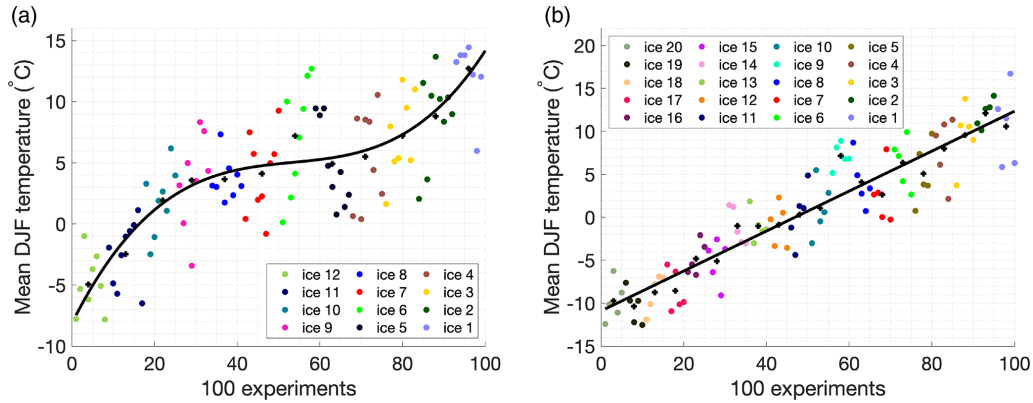 (a)
Mean DJF temperature (°C)
15
10
5
0
-5
-10
0
20
40
60
80
100
100 experiments
ice 12
ice 8
ice 4
ice 11
ice 7
ice 3
ice 10
ice 6
ice 2
ice 9
ice 5
ice 1
(b)
Mean DJF temperature (°C)
20
15
10
5
0
-5
-10
-15
0
20
40
60
80
100
100 experiments
ice 20
ice 15
ice 10
ice 5
ice 19
ice 14
ice 9
ice 4
ice 18
ice 13
ice 8
ice 3
ice 17
ice 12
ice 7
ice 2
ice 16
ice 11
ice 6
ice 1